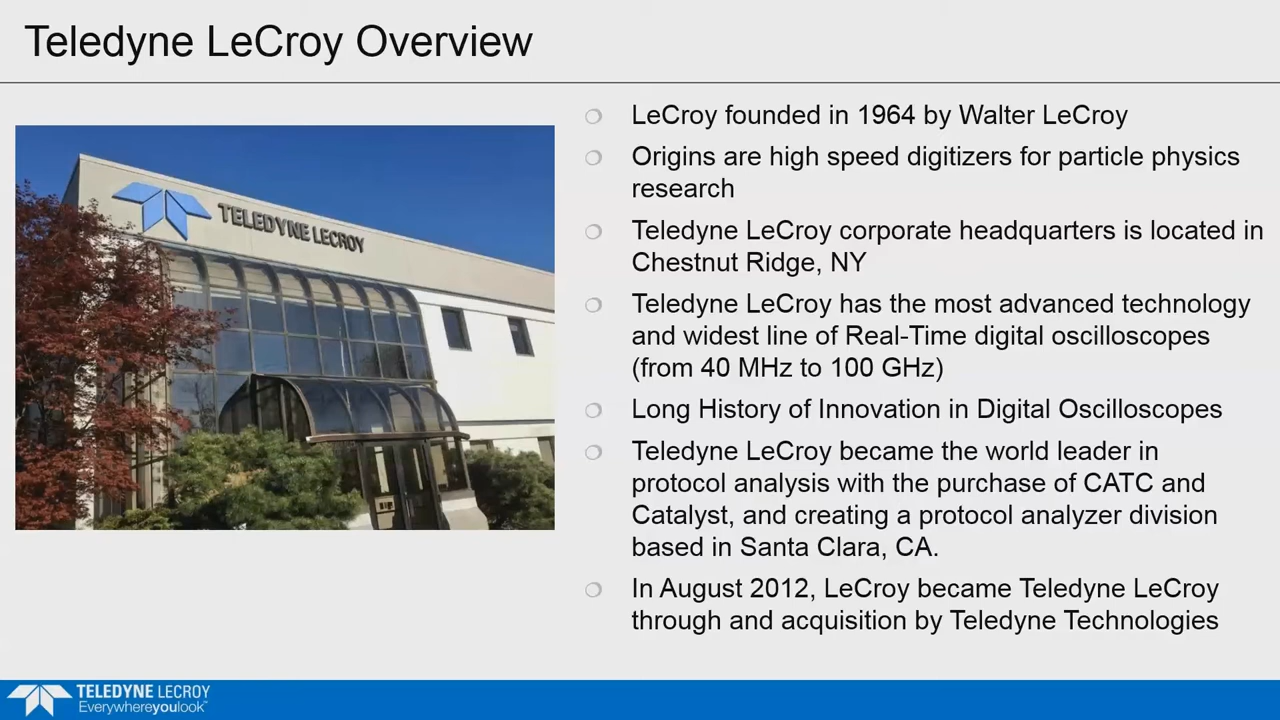 Teledyne LeCroy Overview
TELEDYNE LECROY
LeCroy founded in 1964 by Walter LeCroy
Origins are high speed digitizers for particle physics
research
Teledyne LeCroy corporate headquarters is located in
Chestnut Ridge, NY
Teledyne LeCroy has the most advanced technology
and widest line of Real-Time digital oscilloscopes
(from 40 MHz to 100 GHz)
Long History of Innovation in Digital Oscilloscopes
Teledyne LeCroy became the world leader in
protocol analysis with the purchase of CATC and
Catalyst, and creating a protocol analyzer division
based in Santa Clara, CA.
In August 2012, LeCroy became Teledyne LeCroy
through and acquisition by Teledyne Technologies
TELEDYNE LECROY
Everywhereyoulook™